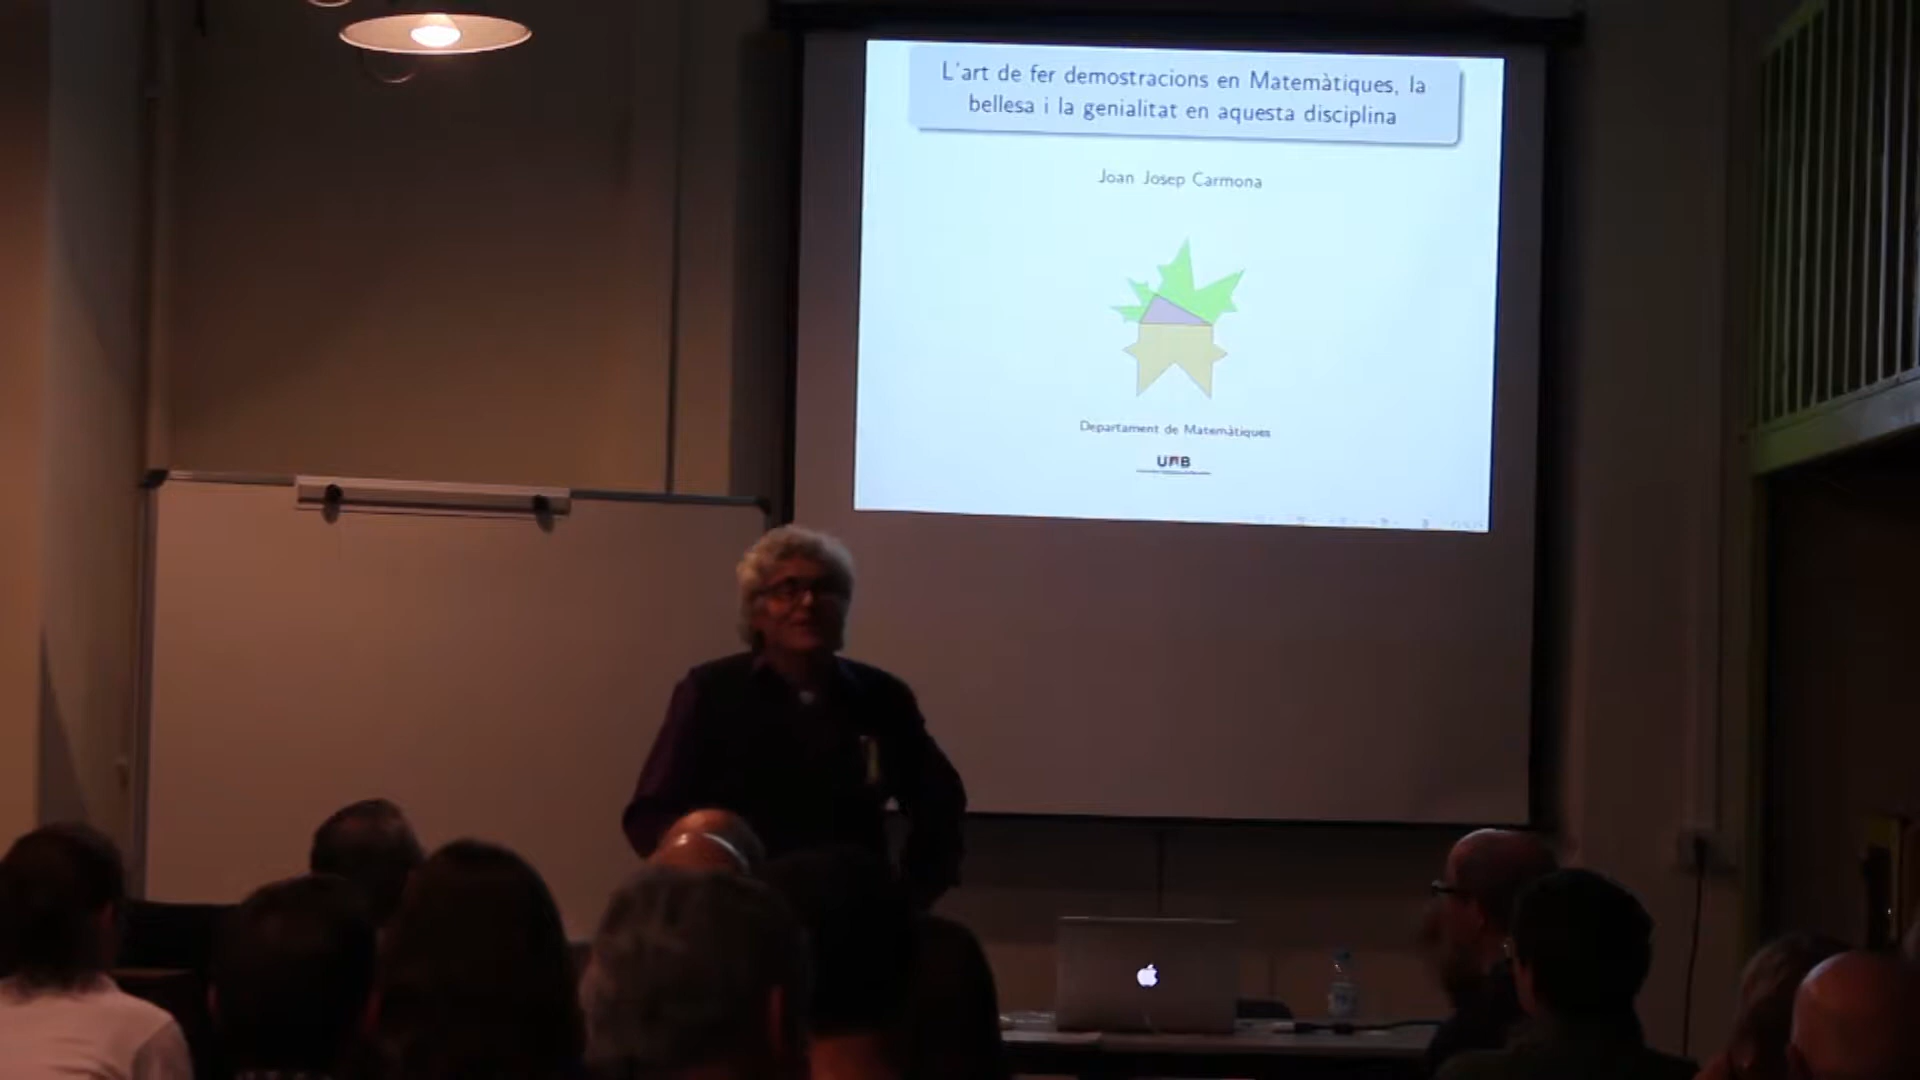 L'art de fer demostracions en Matemàtiques, la
bellesa i la genialitat en aquesta disciplina
Joan Josep Carmona
Departament de Matemàtiques
UAB